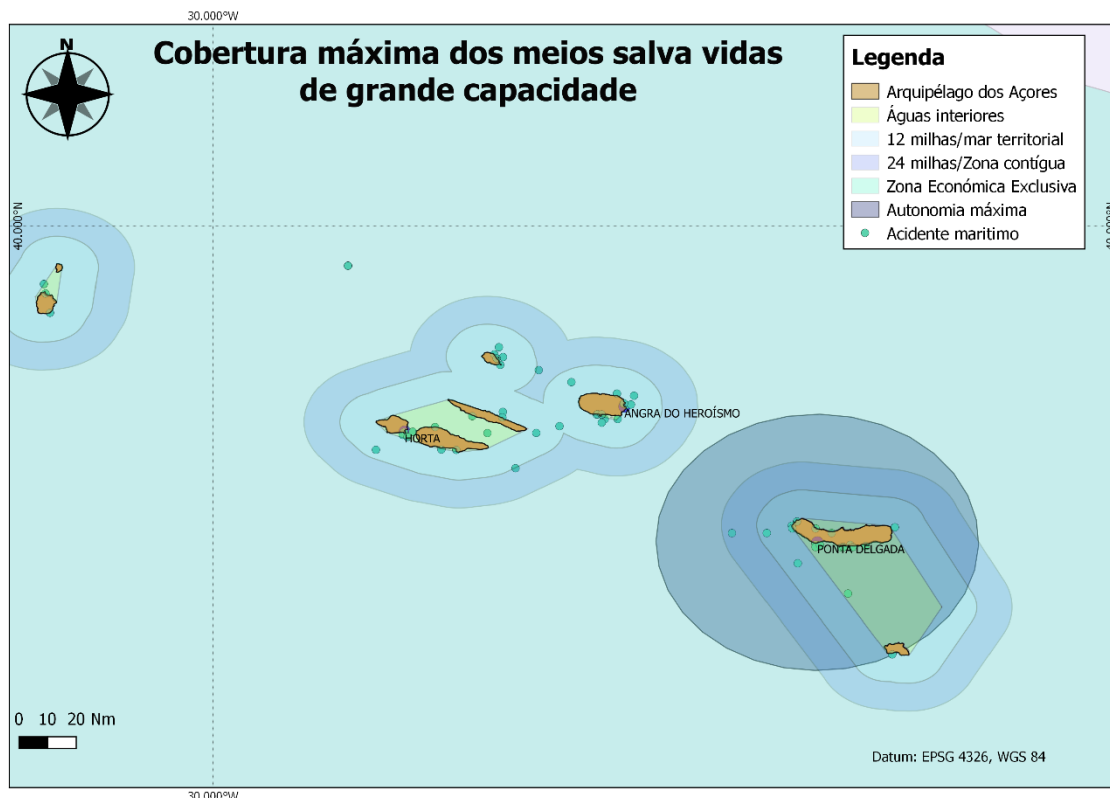 30.000°W
N
Cobertura máxima dos meios salva vidas
de grande capacidade
Legenda
Arquipélago dos Açores
Águas interiores
12 milhas/mar territorial
24 milhas/Zona contígua
Zona Económica Exclusiva
Autonomia máxima
Acidente maritimo
40.000°N
40.000°N
ANGRA DO HEROÍSMO
HORTA
PONTA DELGADA
0 10 20 Nm
Datum: EPSG 4326, WGS 84
30.000°W